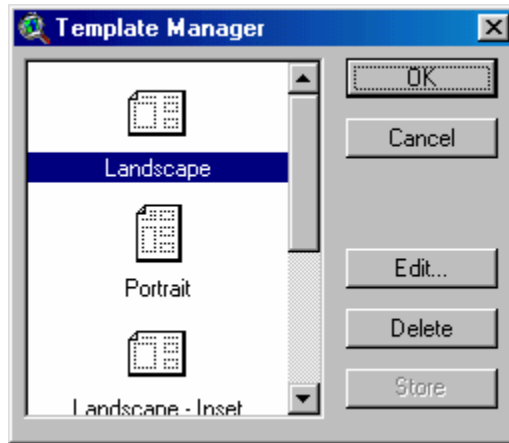 Template Manager
OK
Landscape
Cancel
Portrait
Edit...
Delete
Landscape - Inset
Store